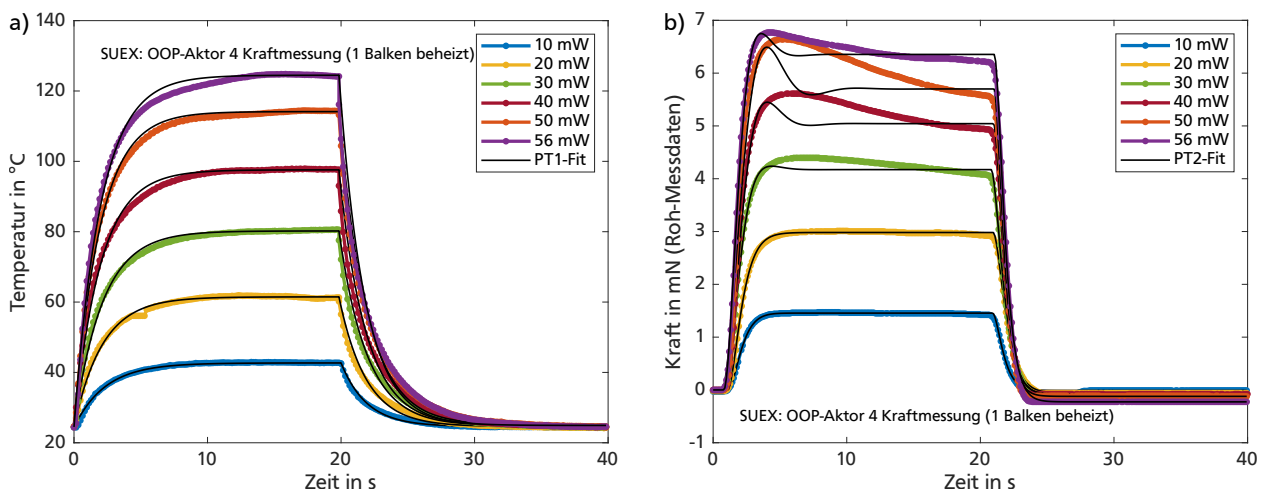 a)
Temperatur in °C
140
120
100
80
60
40
20
SUEX: OOP-Aktor 4 Kraftmessung (1 Balken beheizt)
10 mW
20 mW
30 mW
40 mW
50 mW
56 mW
PT1-Fit
0 10 20 30 40
Zeit in s
b)
Kraft in mN (Roh-Messdaten)
7
6
5
4
3
2
1
0
-1
10 mW
20 mW
30 mW
40 mW
50 mW
56 mW
PT2-Fit
SUEX: OOP-Aktor 4 Kraftmessung (1 Balken beheizt)
0 10 20 30 40
Zeit in s